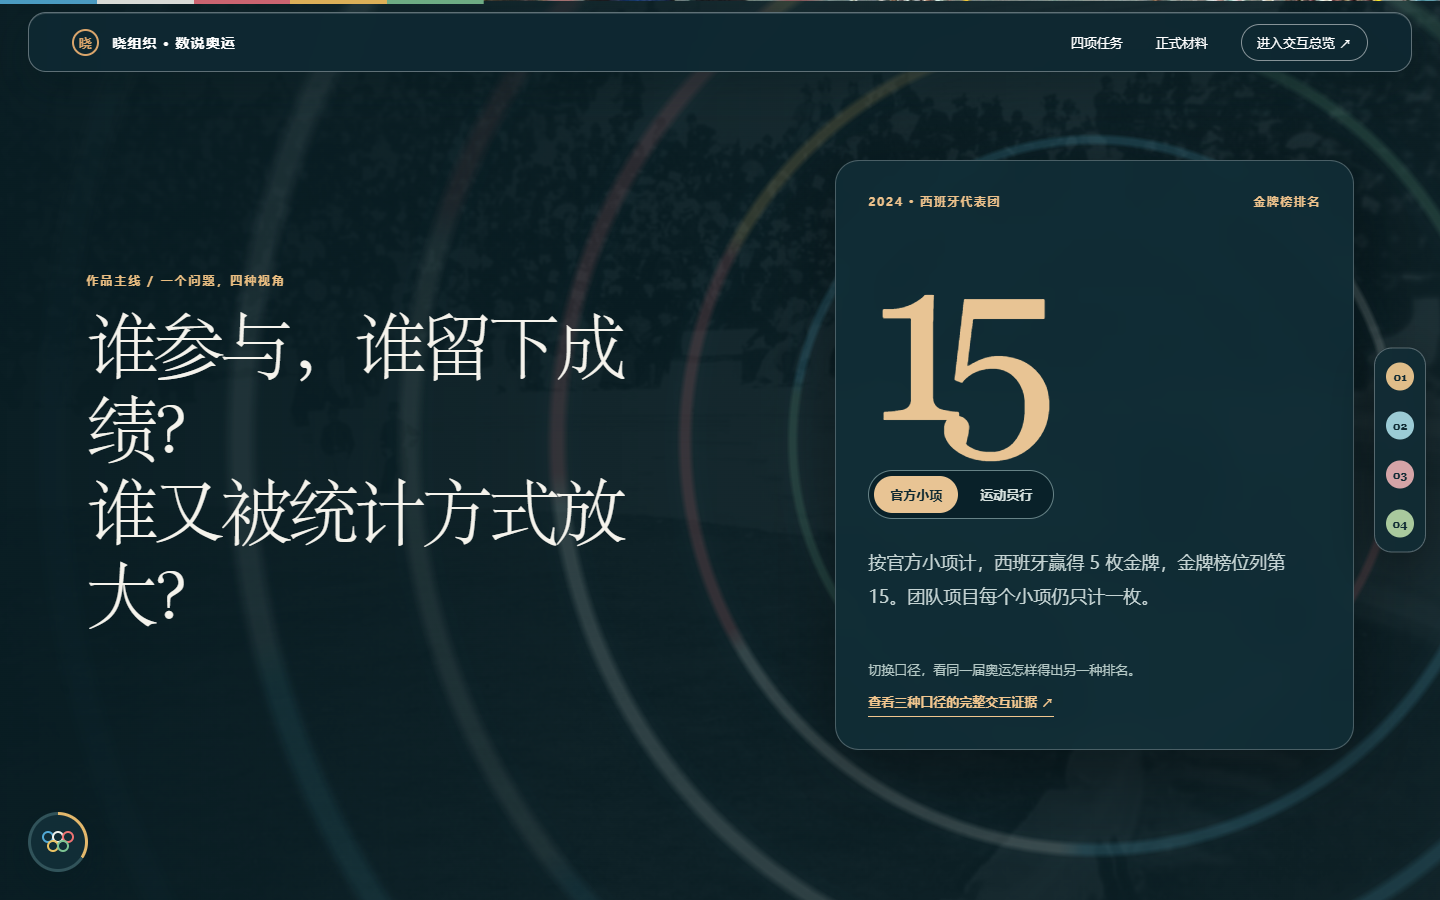 晓
晓组织 • 数说奥运
四项任务
正式材料
进入交互总览 ↗
作品主线 / 一个问题，四种视角
谁参与，谁留下成
绩？
谁又被统计方式放
大？
2024 • 西班牙代表团
金牌榜排名
15
官方小项
运动员行
按官方小项计，西班牙赢得 5 枚金牌，金牌榜位列第
15。团队项目每个小项仍只计一枚。
切换口径，看同一届奥运怎样得出另一种排名。
查看三种口径的完整交互证据 ↗
01
02
03
04